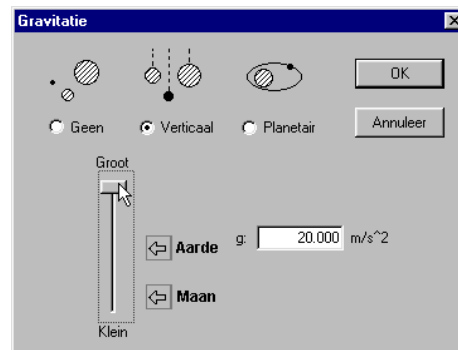 Gravitatie
OK
Geen
Verticaal
Planetair
Annuleer
Groot
Aarde
g: 20.000 m/s^2
Maan
Klein